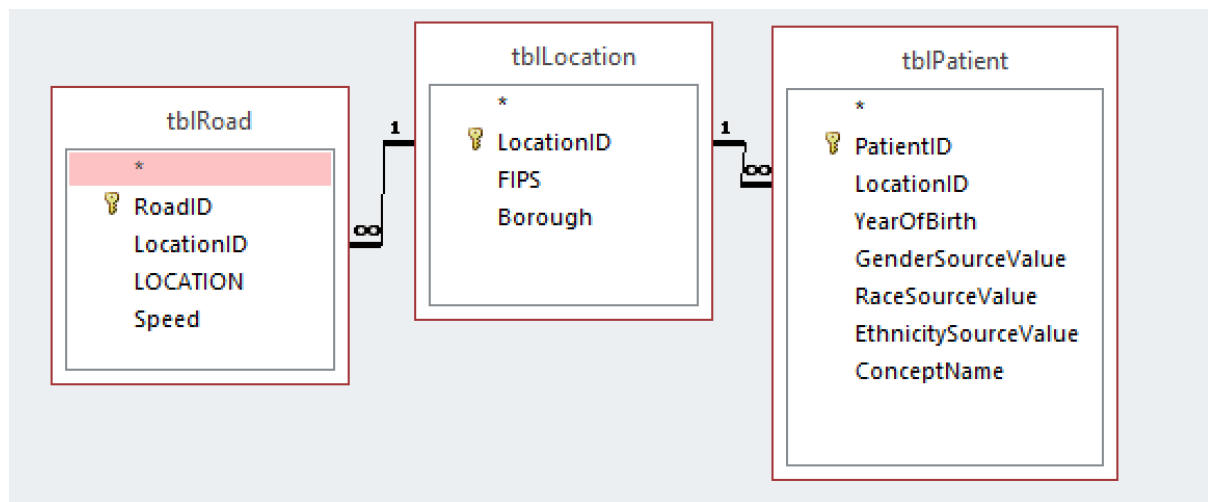 tblRoad
*
RoadID
LocationID
LOCATION
Speed
1
∞
tblLocation
*
LocationID
FIPS
Borough
1
∞
tblPatient
*
PatientID
LocationID
YearOfBirth
GenderSourceValue
RaceSourceValue
EthnicitySourceValue
ConceptName